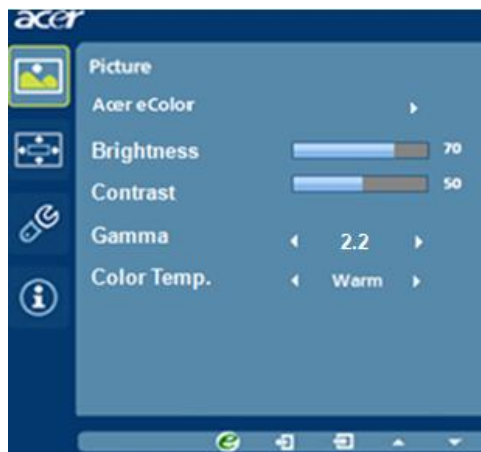 acer
Picture
Acer eColor
Brightness 70
Contrast 50
Gamma 2.2
Color Temp. Warm